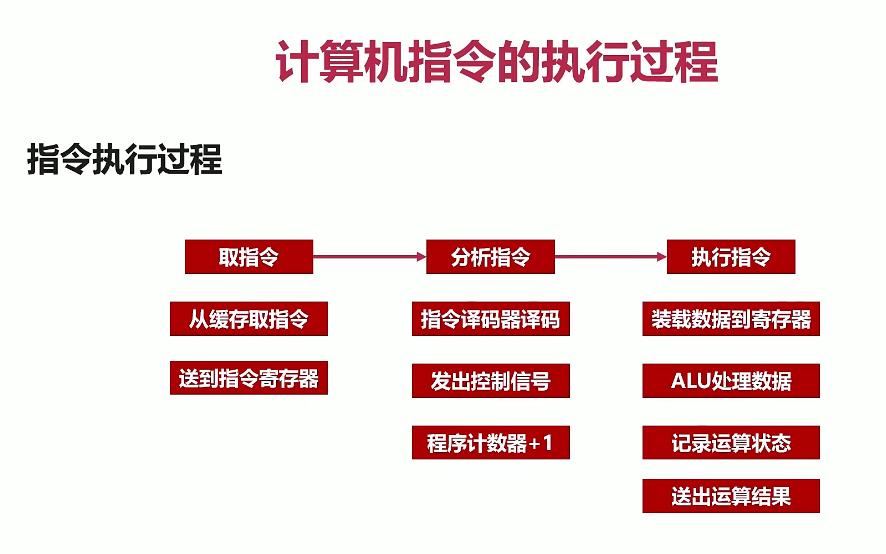 计算机指令的执行过程
指令执行过程
取指令
分析指令
执行指令
从缓存取指令
指令译码器译码
装载数据到寄存器
送到指令寄存器
发出控制信号
ALU处理数据
程序计数器+1
记录运算状态
送出运算结果